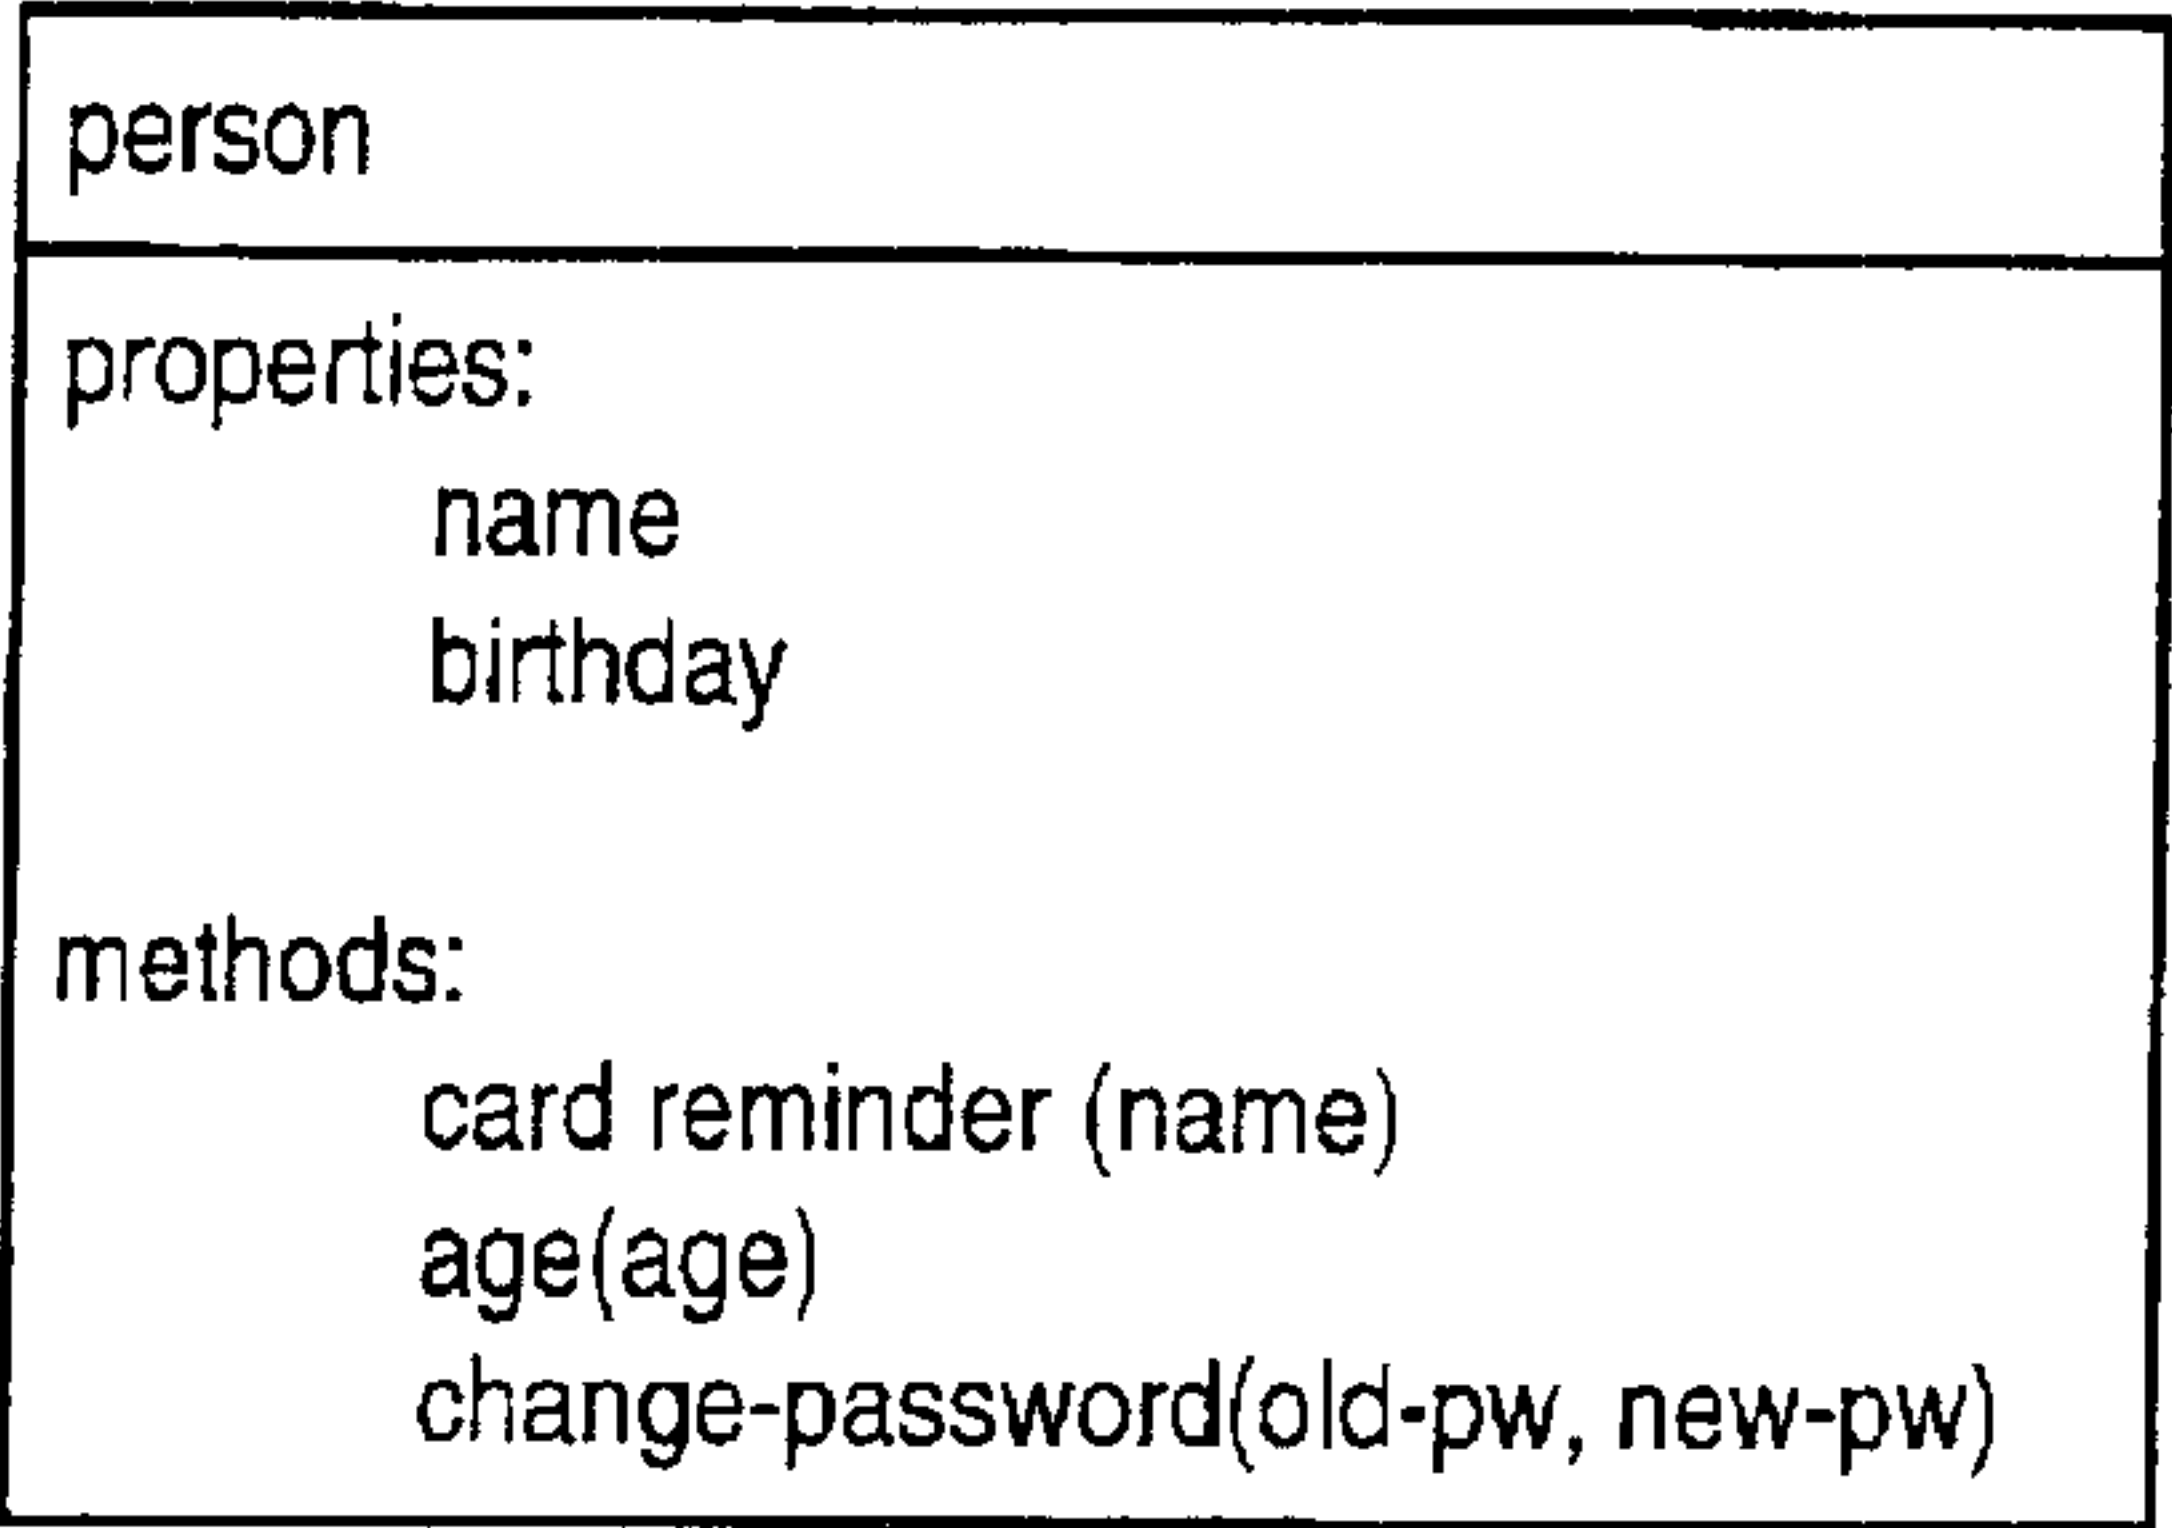 person
properties:
name
birthday
methods:
card reminder (name)
age(age)
change-password(old-pw, new-pw)